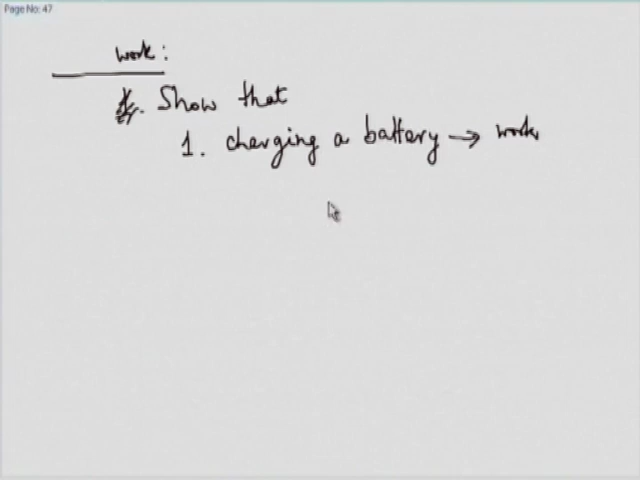 Page No: 47
work:
Show that
1. charging a battery → work